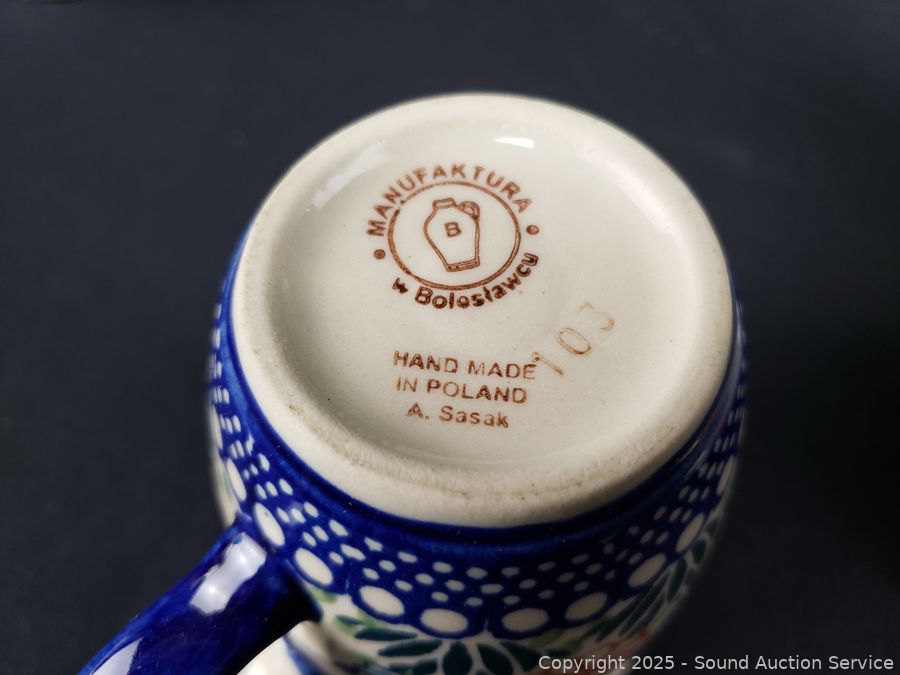 MANUFAKTURA
B
w Bolesławcu
HAND MADE
IN POLAND
A. Sasak
103
Copyright 2025 - Sound Auction Service